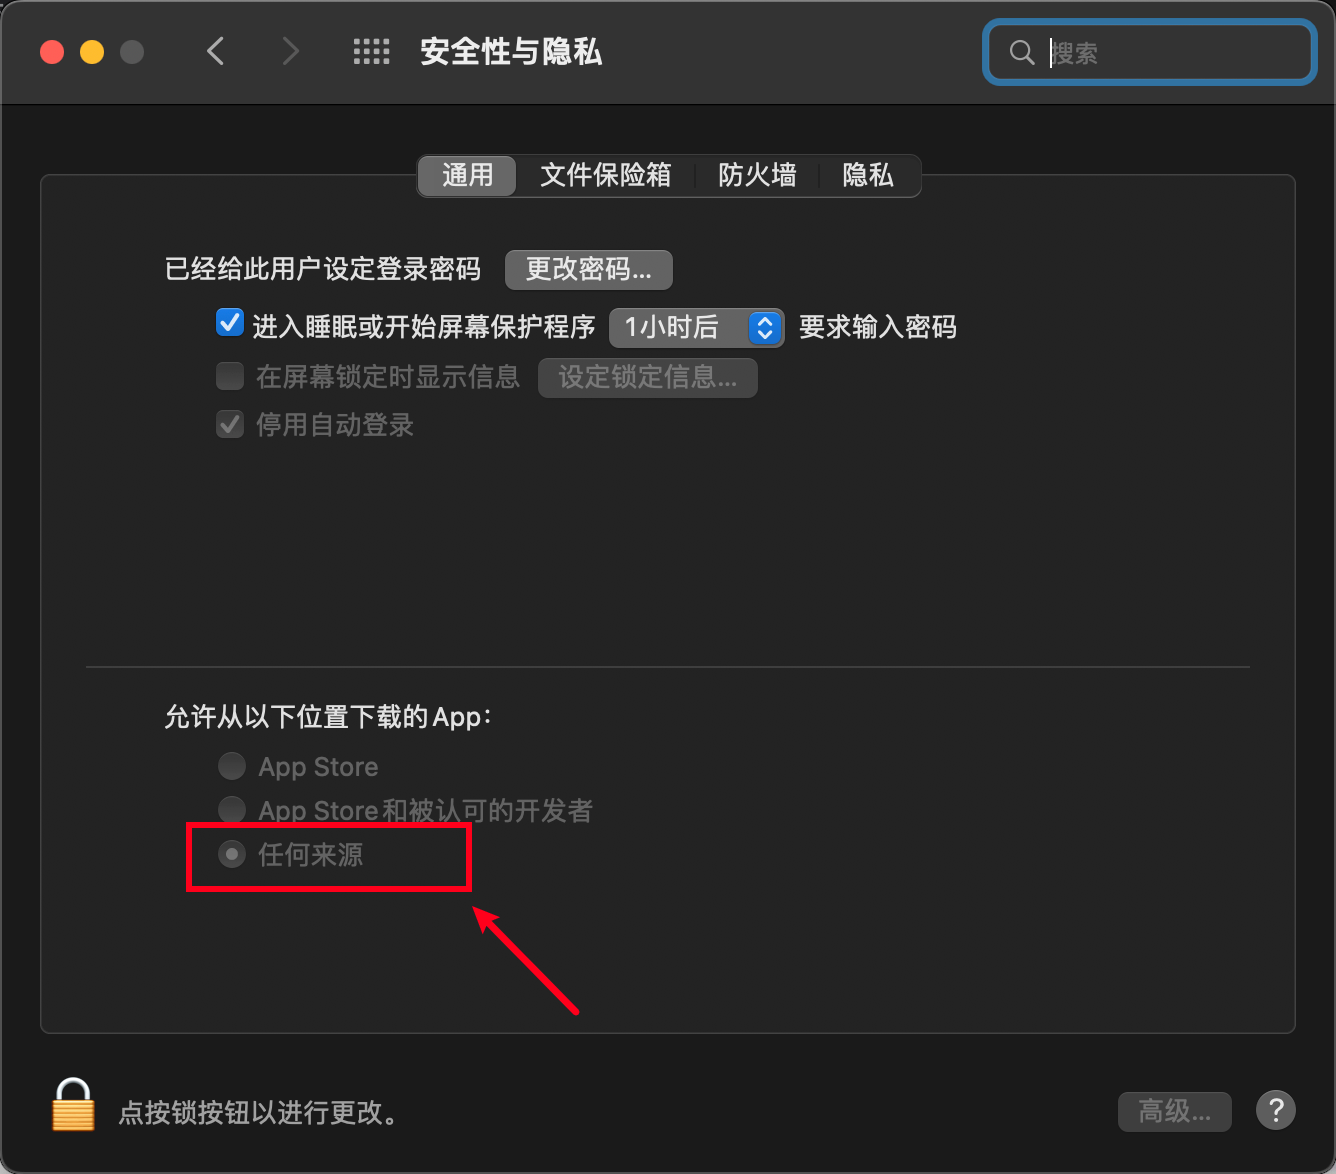 安全性与隐私
搜索
通用 文件保险箱 防火墙 隐私
已经给此用户设定登录密码 更改密码...
进入睡眠或开始屏幕保护程序 1小时后 要求输入密码
在屏幕锁定时显示信息 设定锁定信息...
停用自动登录
允许从以下位置下载的App：
App Store
App Store和被认可的开发者
任何来源
点按锁按钮以进行更改。
高级... ?